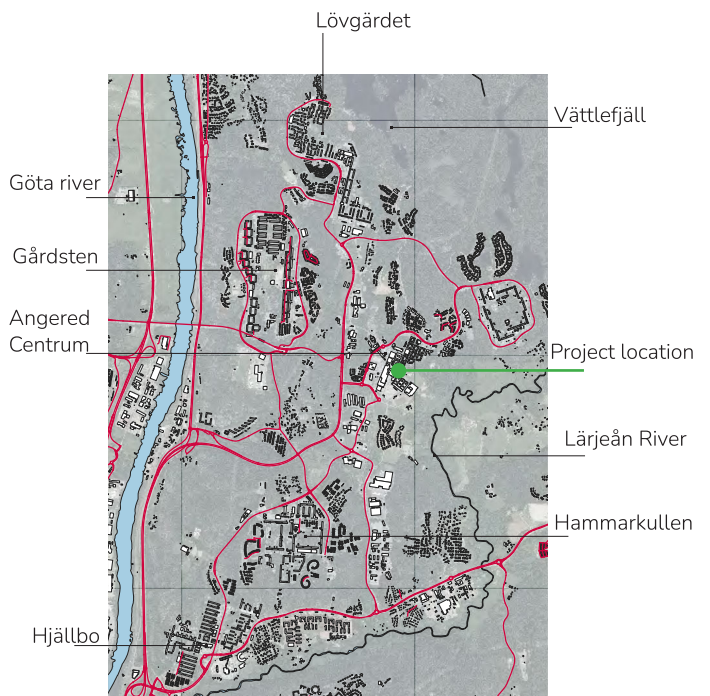 Lövgärdet
Vättlefjäll
Göta river
Gårdsten
Angered
Centrum
Project location
Lärjeån River
Hammarkullen
Hjällbo